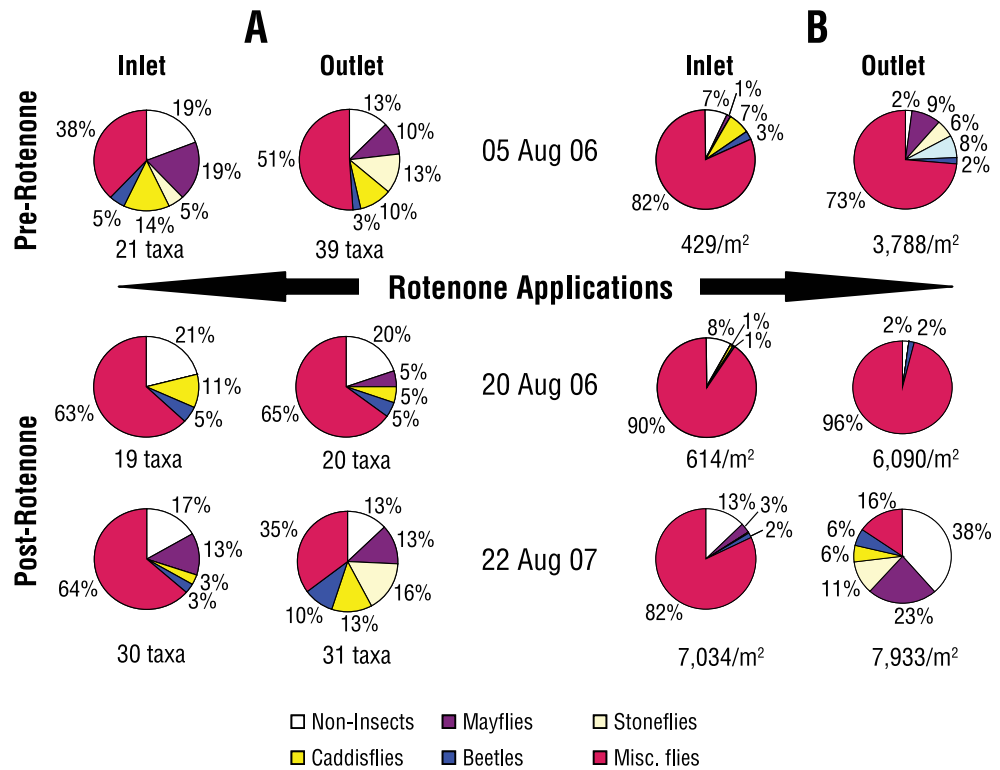 A B
Inlet Outlet Inlet Outlet
Pre-Rotenone
19% 19% 5% 14% 5% 38%
21 taxa
13% 10% 13% 10% 3% 51%
39 taxa
05 Aug 06
7% 1% 7% 3% 82%
429/m²
2% 9% 6% 8% 2% 73%
3,788/m²
Rotenone Applications
Post-Rotenone
21% 11% 5% 63%
19 taxa
20% 5% 5% 5% 65%
20 taxa
20 Aug 06
8% 1% 1% 90%
614/m²
2% 2% 96%
6,090/m²
17% 13% 3% 3% 64%
30 taxa
13% 13% 16% 13% 10% 35%
31 taxa
22 Aug 07
13% 3% 2% 82%
7,034/m²
38% 23% 11% 6% 6% 16%
7,933/m²
Non-Insects Mayflies Stoneflies
Caddisflies Beetles Misc. flies